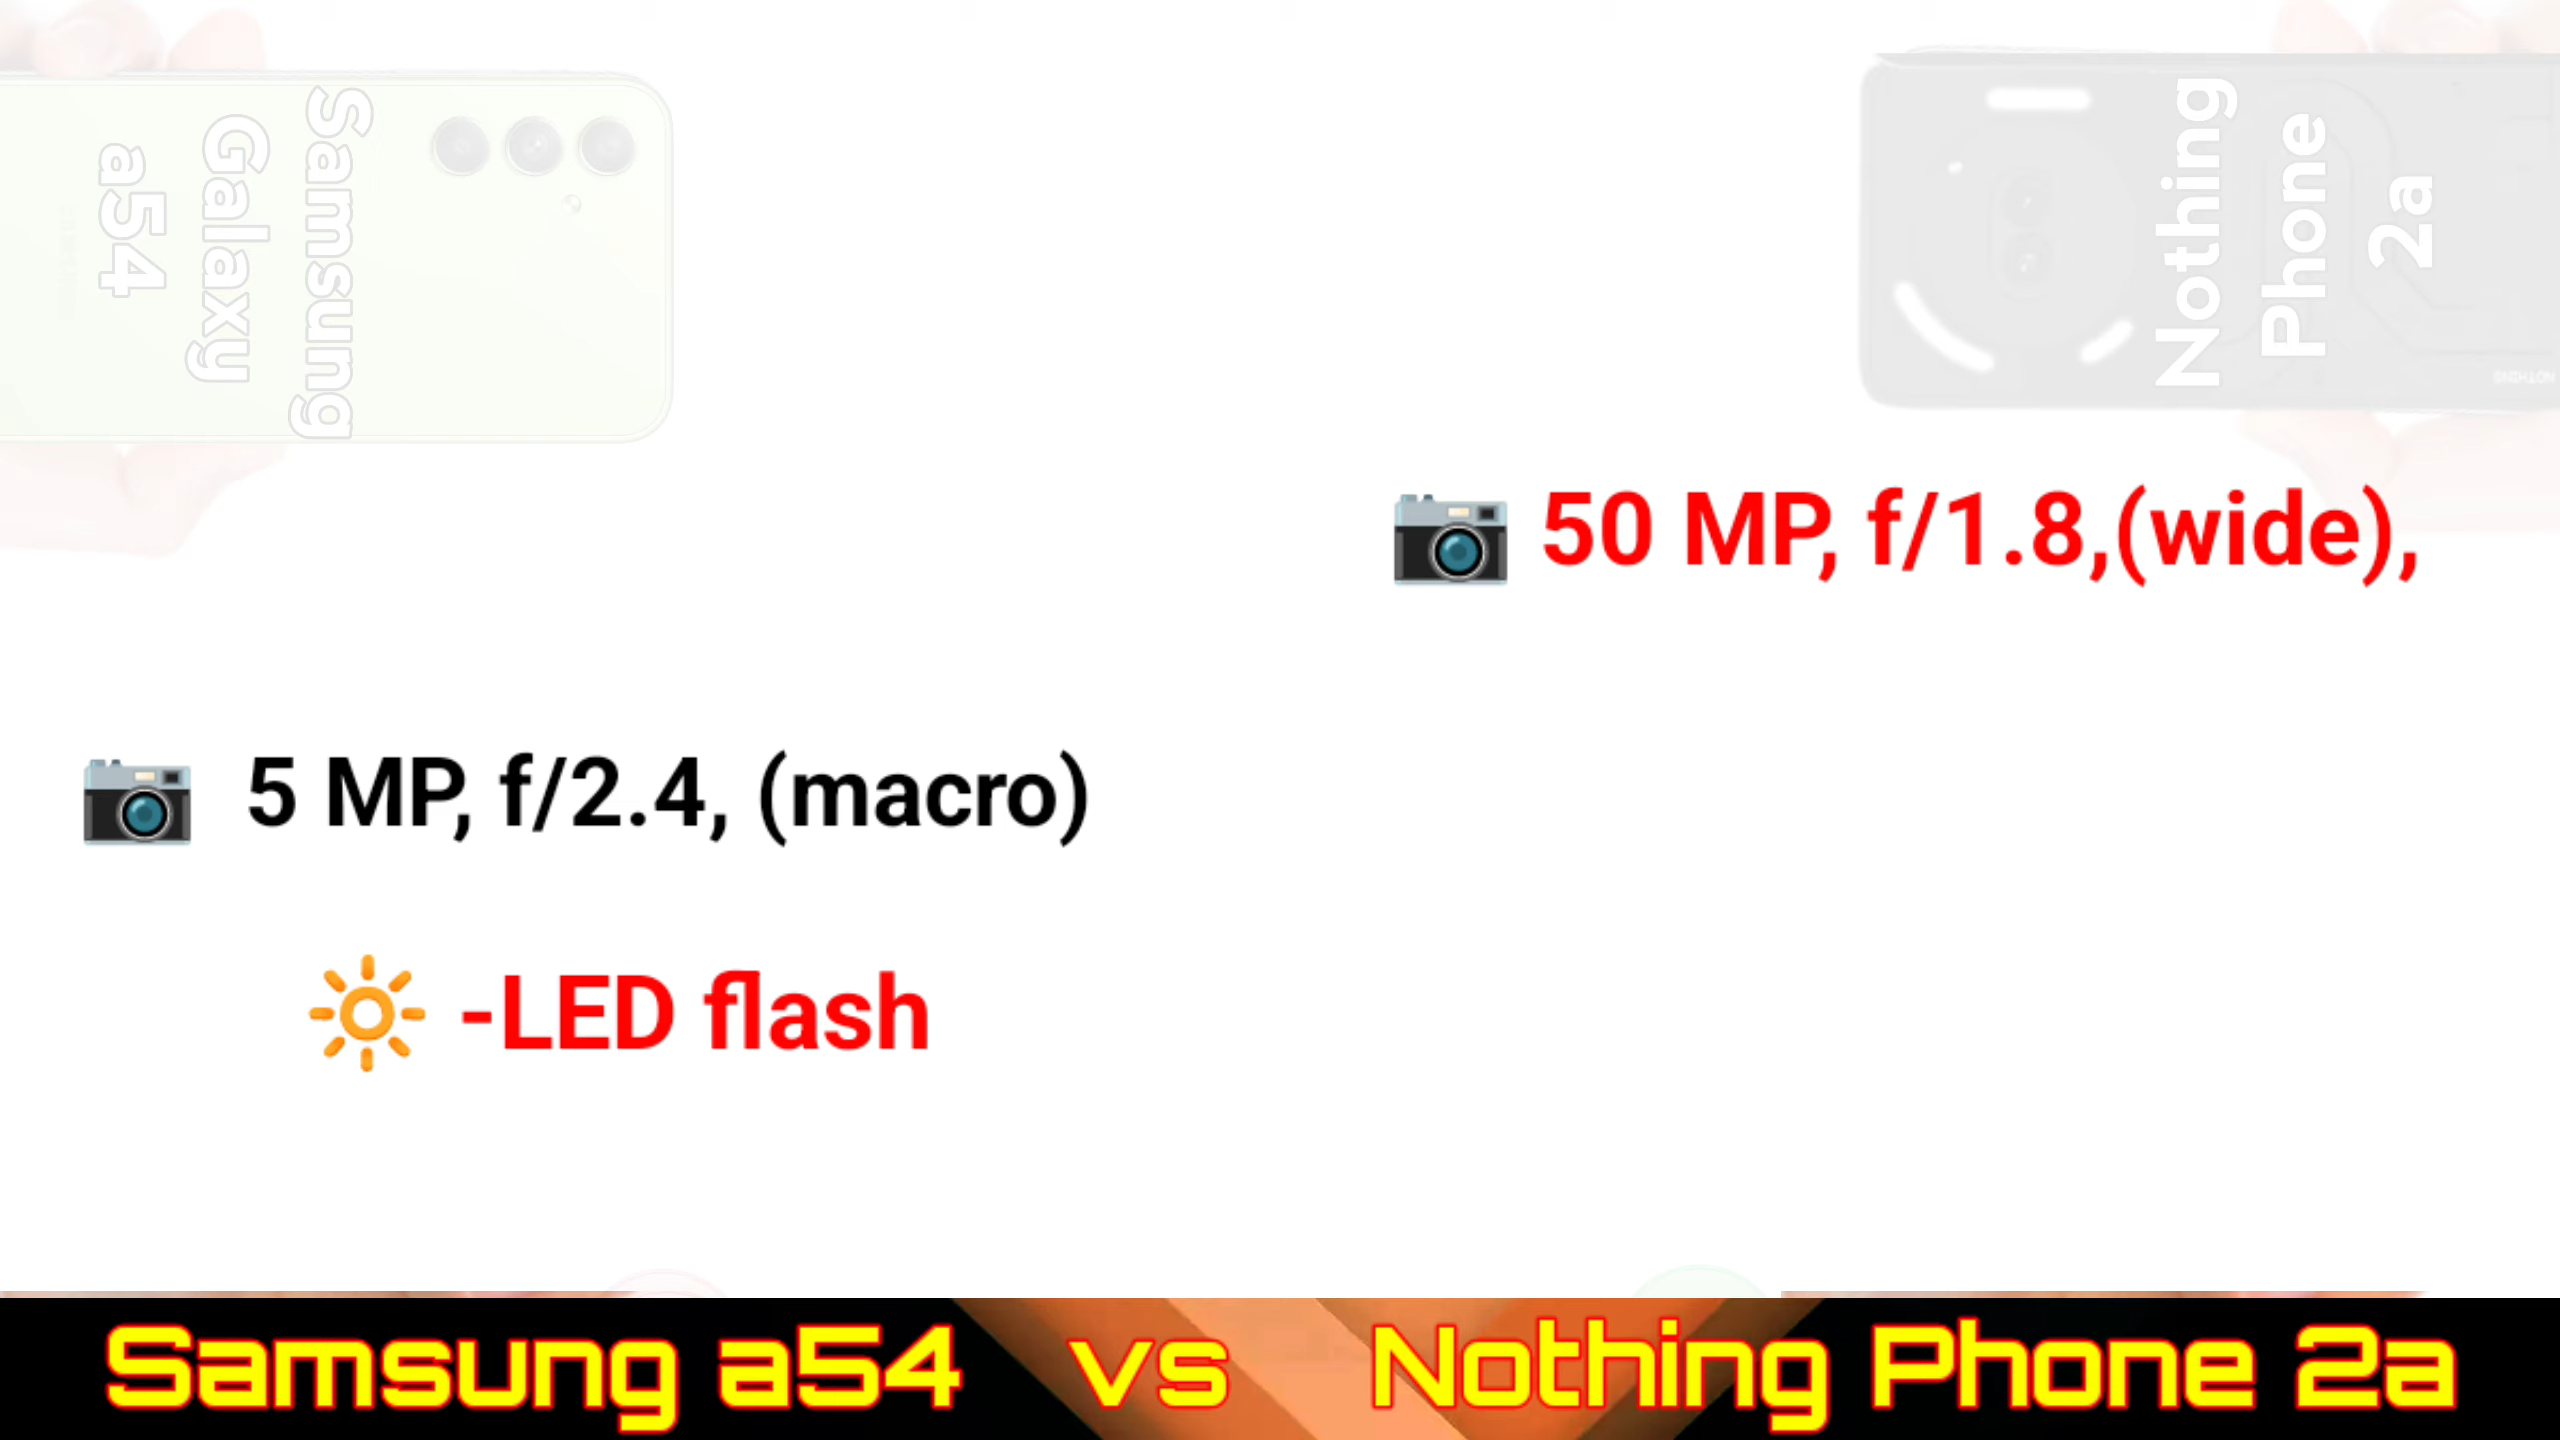 Samsung
Galaxy
a54
Nothing
Phone
2a
NOTHING
50 MP, f/1.8,(wide),
5 MP, f/2.4, (macro)
-LED flash
Samsung a54 vs Nothing Phone 2a